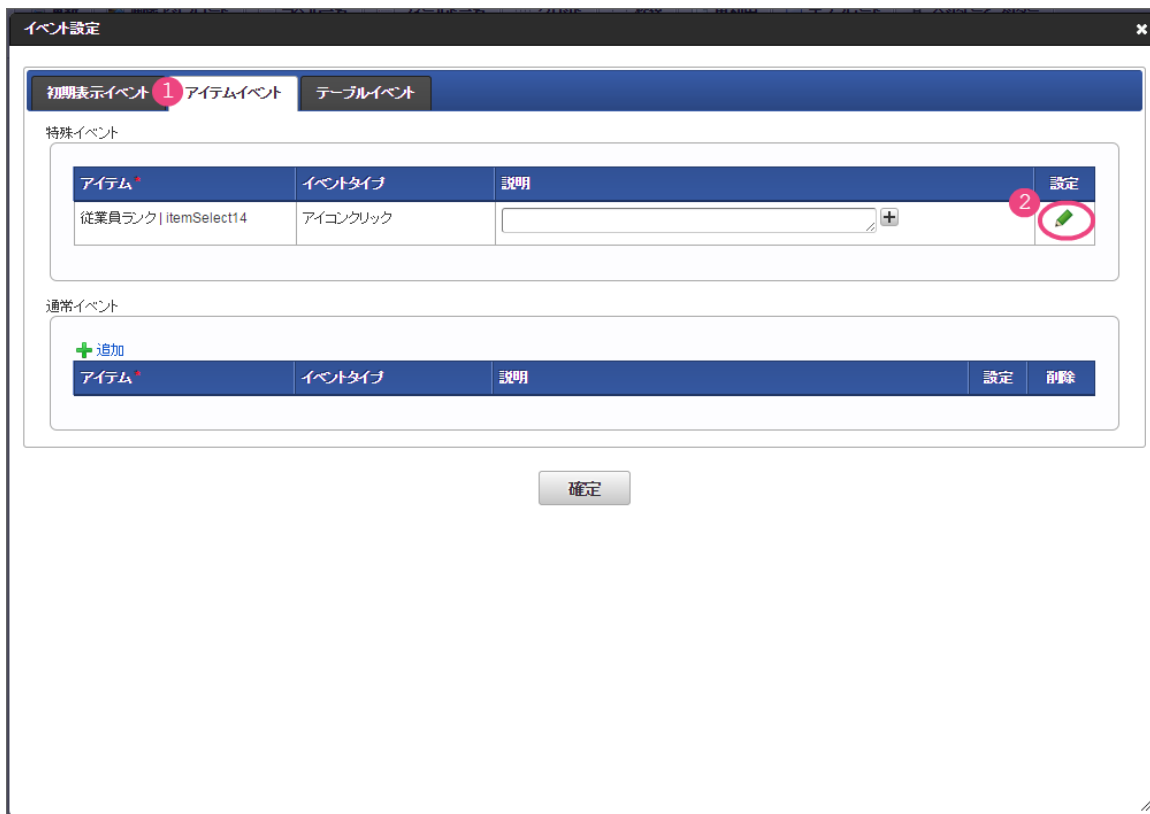 イベント設定
初期表示イベント 1 アイテムイベント テーブルイベント
特殊イベント
アイテム* イベントタイプ 説明 設定
2
従業員ランク | itemSelect14 アイコンクリック
通常イベント
追加
アイテム* イベントタイプ 説明 設定 削除
確定